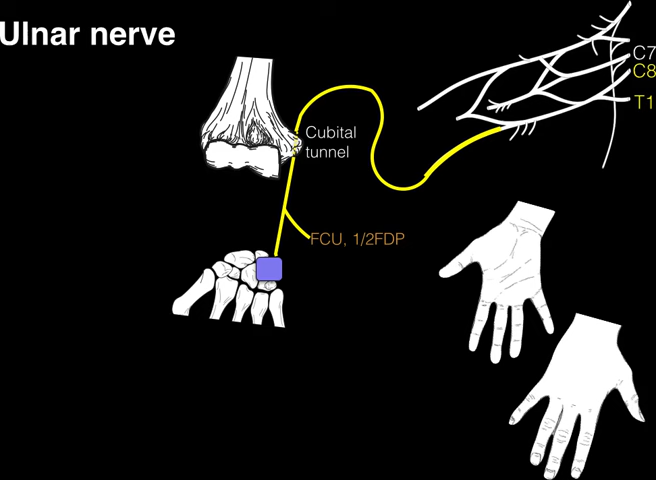 Ulnar nerve
C7
C8
T1
Cubital
tunnel
FCU, 1/2FDP